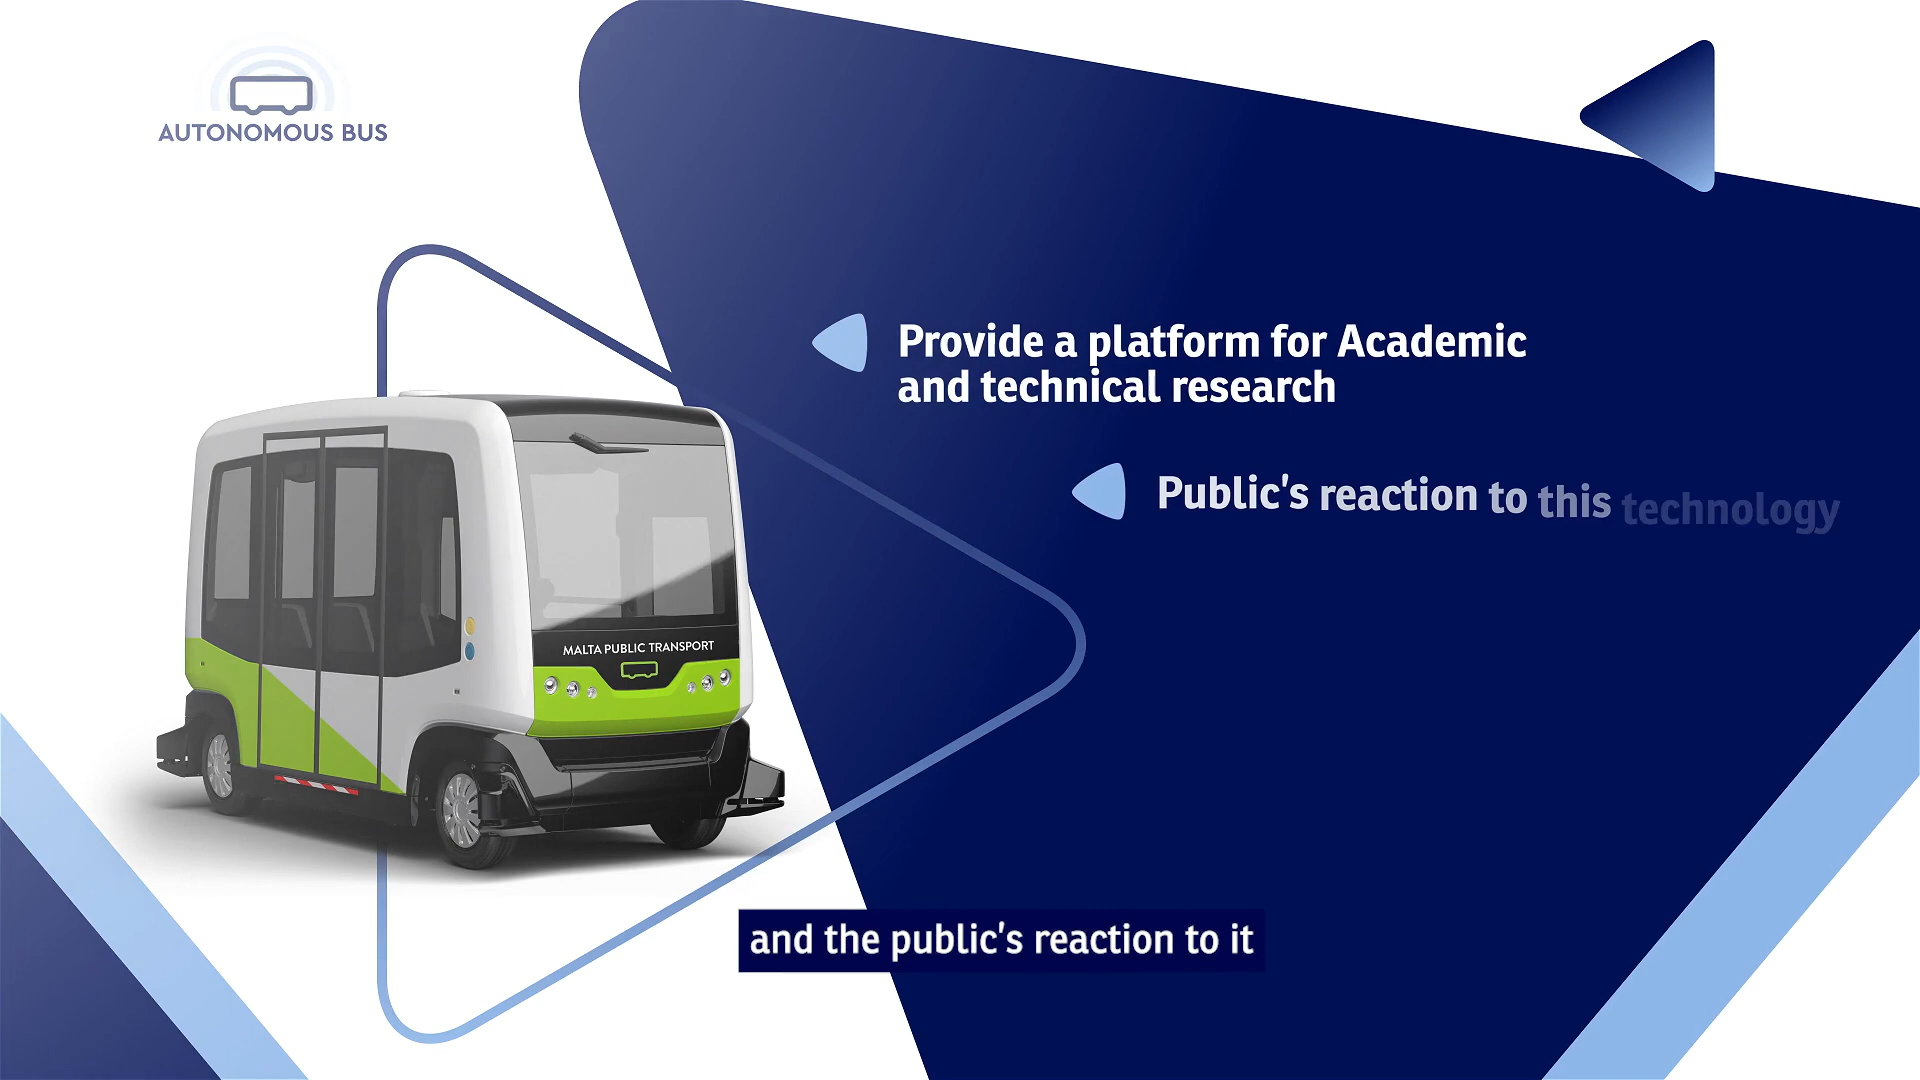 AUTONOMOUS BUS
Provide a platform for Academic
and technical research
Public's reaction to this technology
MALTA PUBLIC TRANSPORT
and the public's reaction to it